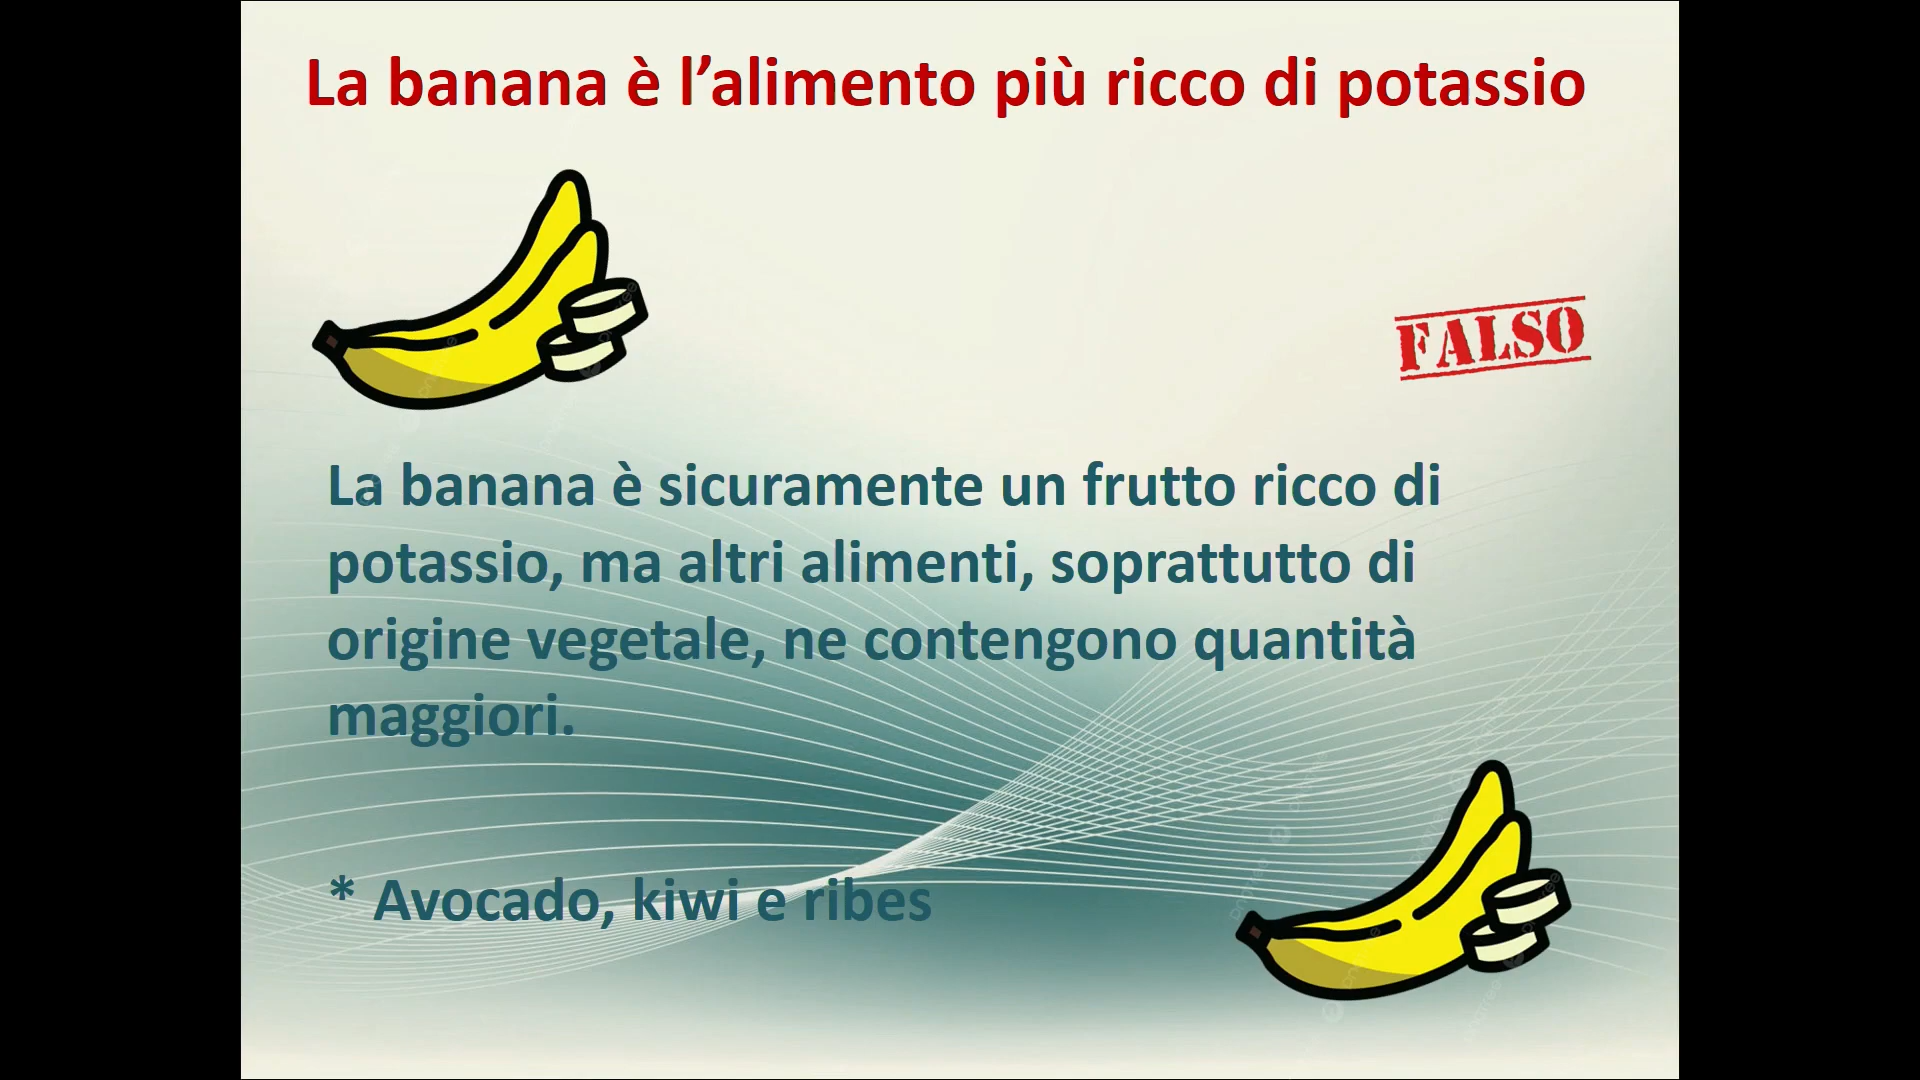 La banana è l’alimento più ricco di potassio
FALSO
La banana è sicuramente un frutto ricco di
potassio, ma altri alimenti, soprattutto di
origine vegetale, ne contengono quantità
maggiori.
* Avocado, kiwi e ribes